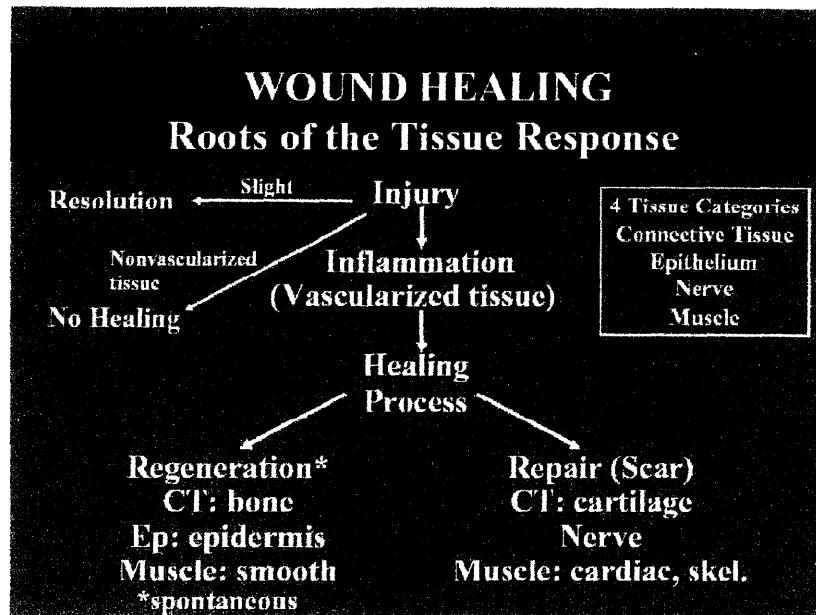 WOUND HEALING
Roots of the Tissue Response
Resolution
Slight
Injury
Nonvascularized
tissue
No Healing
Inflammation
(Vascularized tissue)
4 Tissue Categories
Connective Tissue
Epithelium
Nerve
Muscle
Healing
Process
Regeneration*
CT: bone
Ep: epidermis
Muscle: smooth
*spontaneous
Repair (Scar)
CT: cartilage
Nerve
Muscle: cardiac, skel.